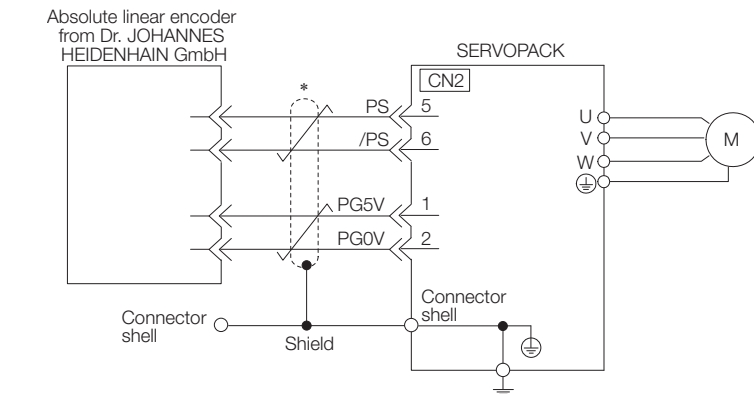 Absolute linear encoder
from Dr. JOHANNES
HEIDENHAIN GmbH
SERVOPACK
CN2
*
PS 5
/PS 6
PG5V 1
PG0V 2
U
V
W
M
Connector
shell
Shield
Connector
shell